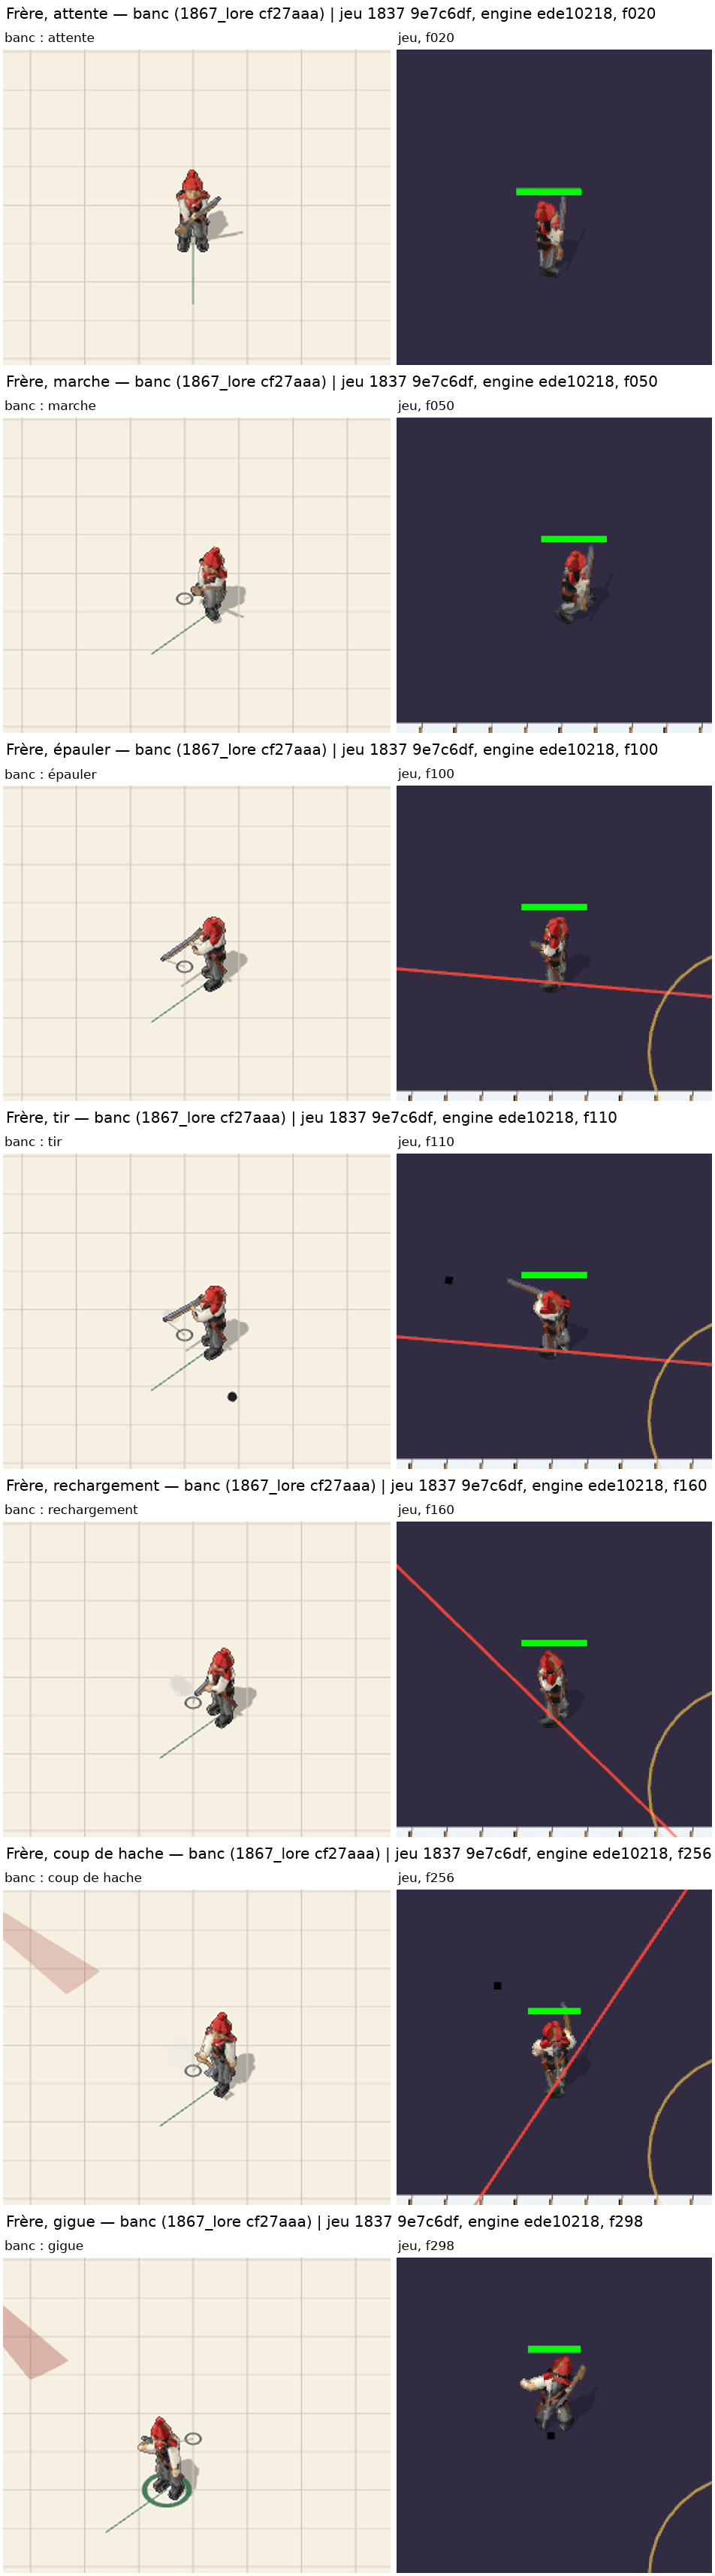 Frère, attente — banc (1867_lore cf27aaa) | jeu 1837 9e7c6df, engine ede10218, f020
banc : attente
jeu, f020
Frère, marche — banc (1867_lore cf27aaa) | jeu 1837 9e7c6df, engine ede10218, f050
banc : marche
jeu, f050
Frère, épauler — banc (1867_lore cf27aaa) | jeu 1837 9e7c6df, engine ede10218, f100
banc : épauler
jeu, f100
Frère, tir — banc (1867_lore cf27aaa) | jeu 1837 9e7c6df, engine ede10218, f110
banc : tir
jeu, f110
Frère, rechargement — banc (1867_lore cf27aaa) | jeu 1837 9e7c6df, engine ede10218, f160
banc : rechargement
jeu, f160
Frère, coup de hache — banc (1867_lore cf27aaa) | jeu 1837 9e7c6df, engine ede10218, f256
banc : coup de hache
jeu, f256
Frère, gigue — banc (1867_lore cf27aaa) | jeu 1837 9e7c6df, engine ede10218, f298
banc : gigue
jeu, f298